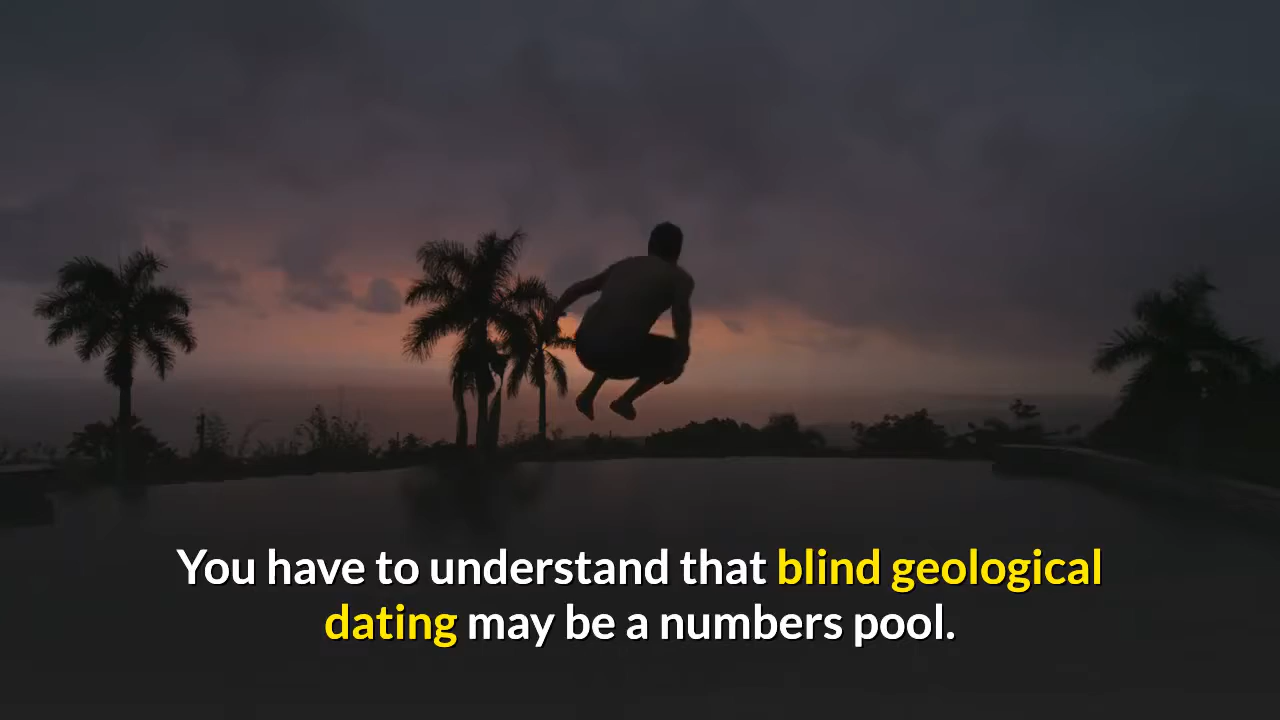 You have to understand that blind geological
dating may be a numbers pool.